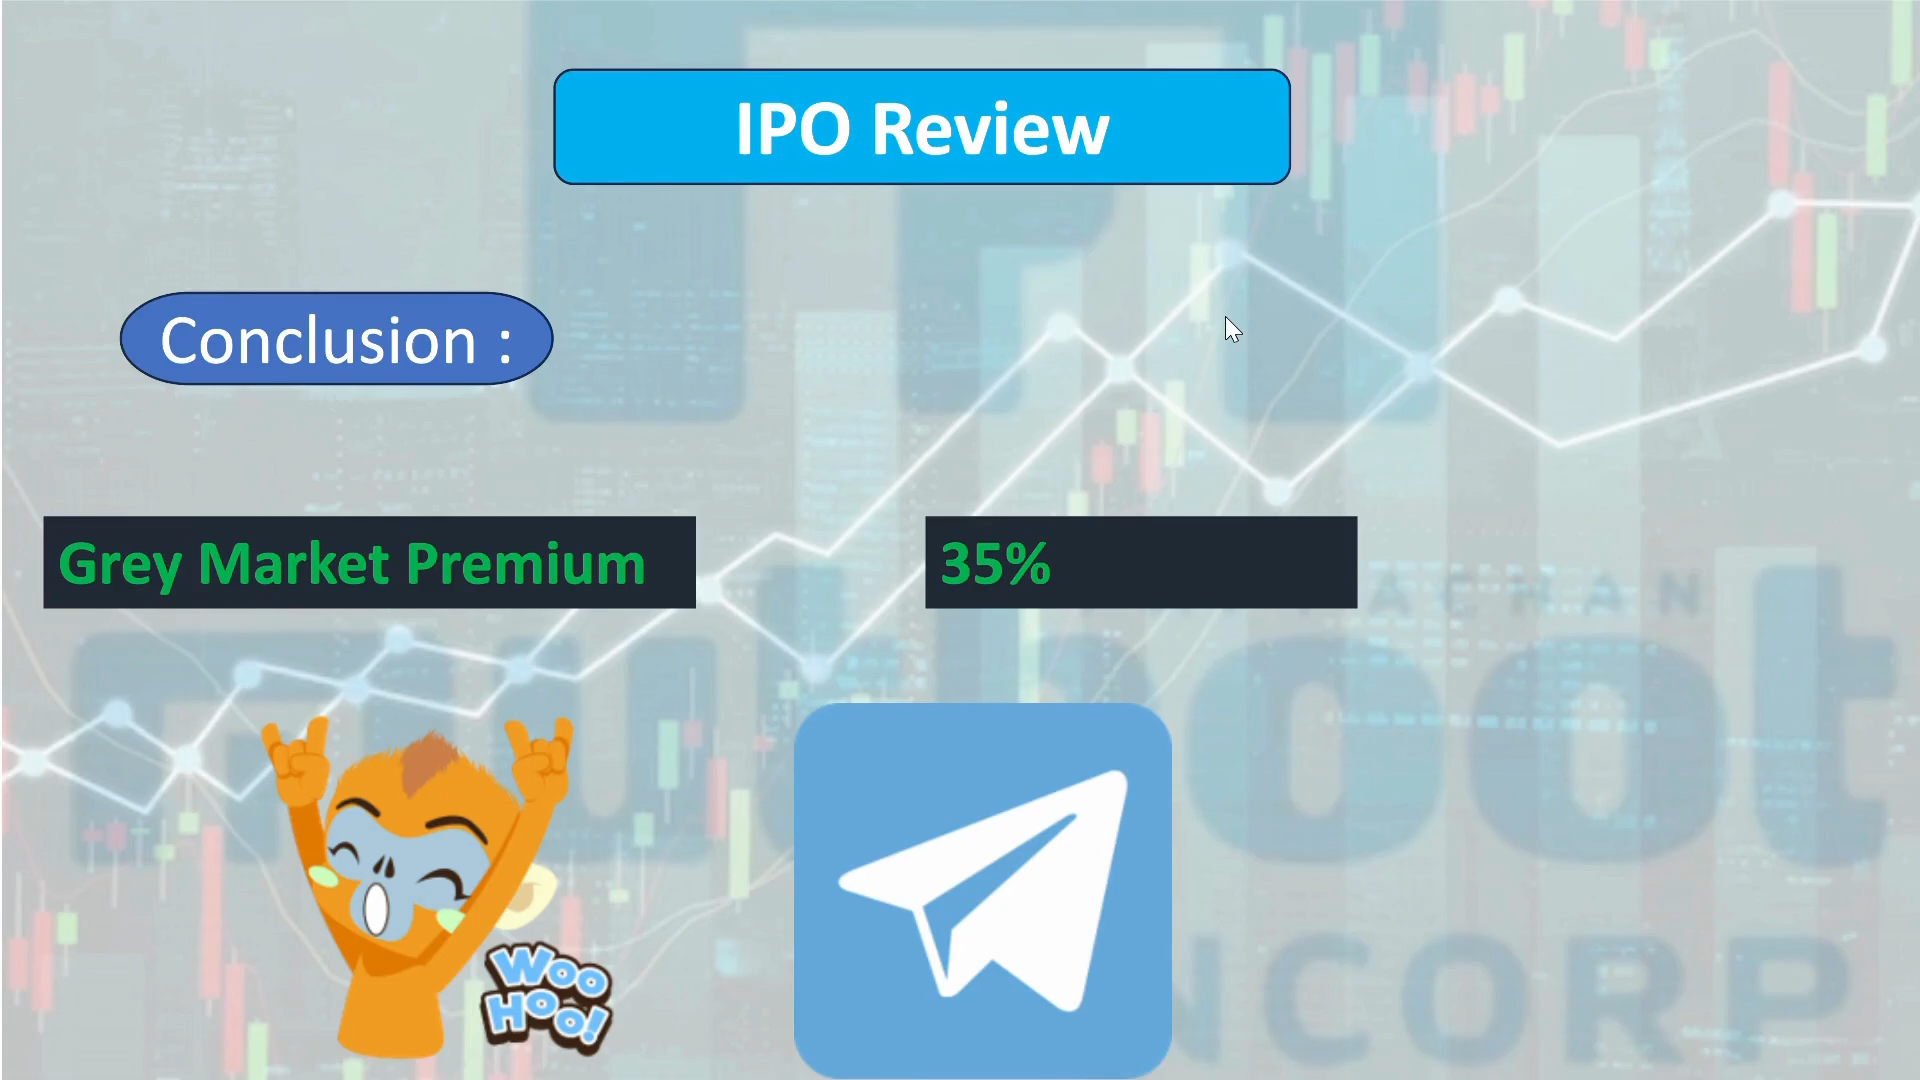 IPO Review
Conclusion :
Grey Market Premium
35%
WOO
HOO!